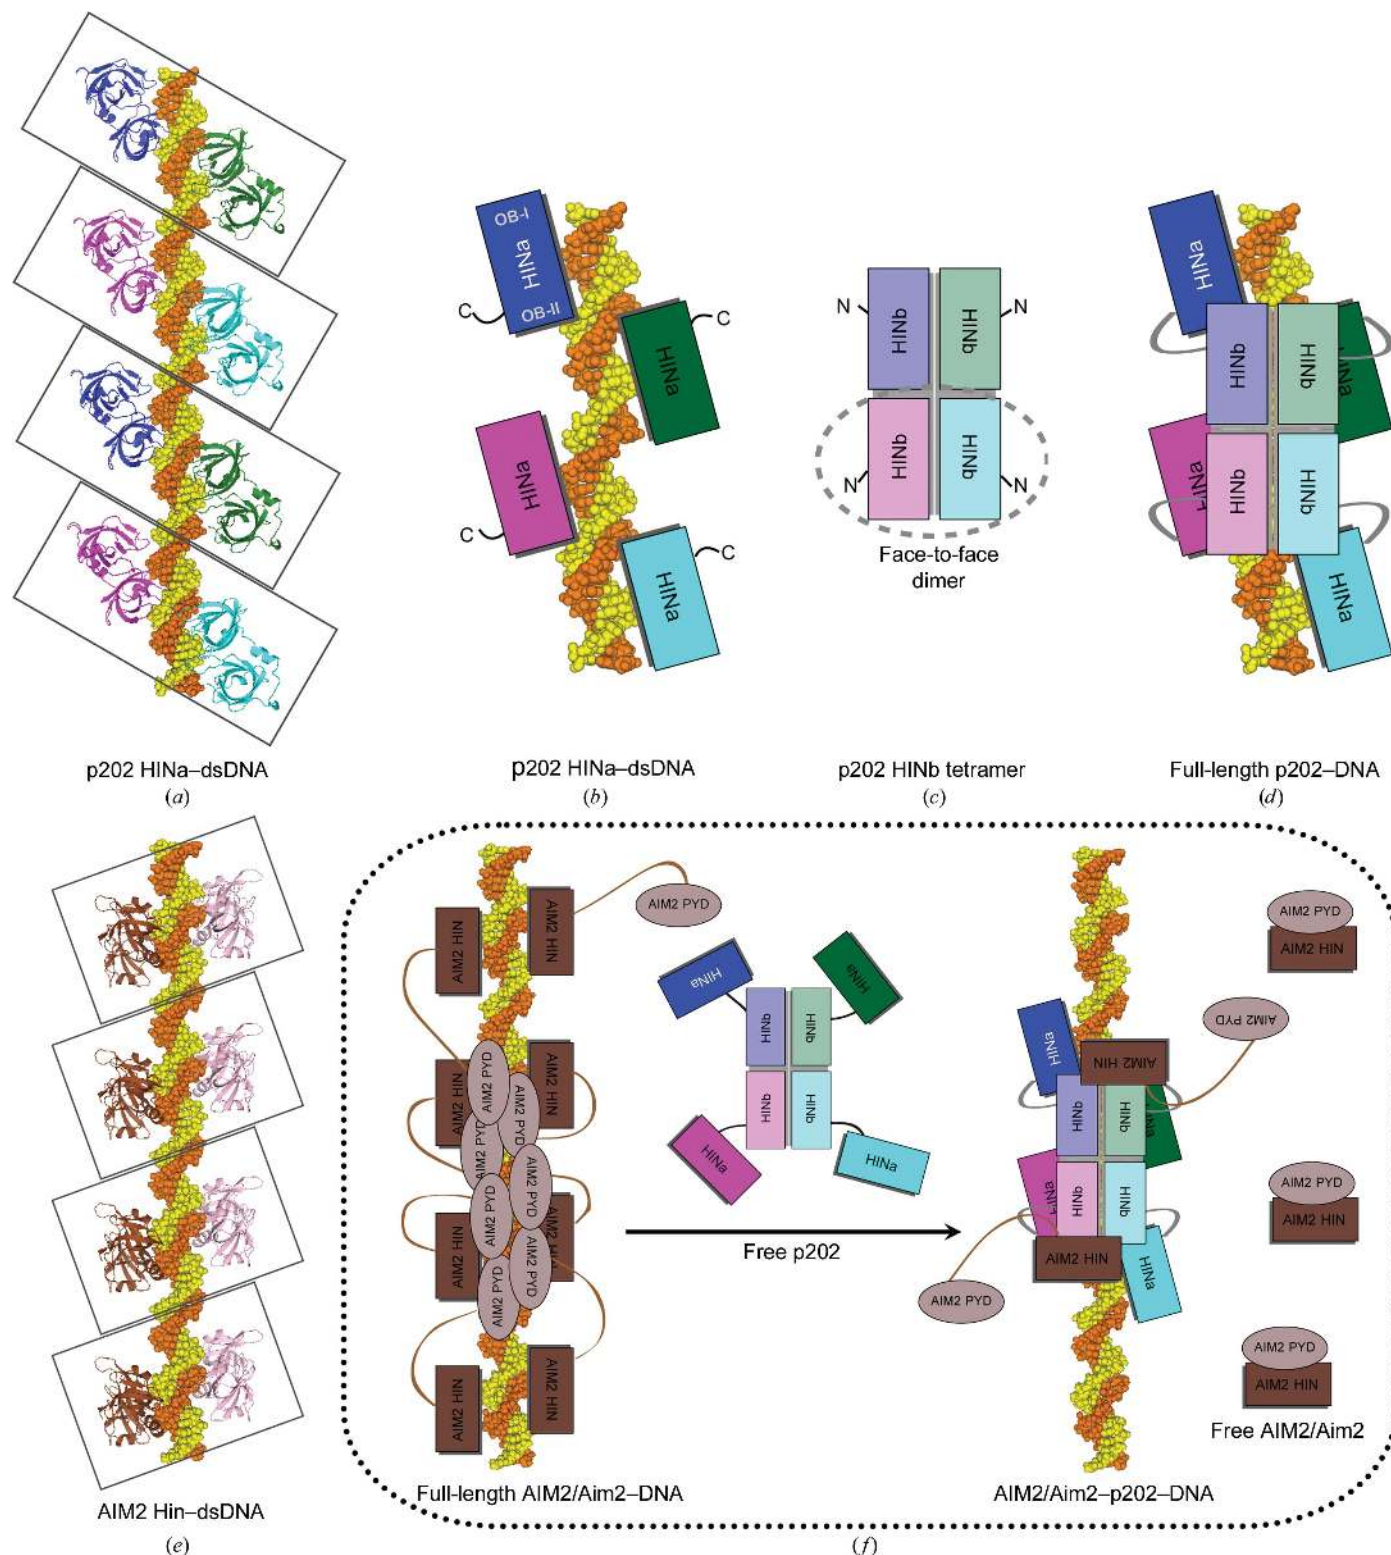 OB-I
HINa
OB-II
C
C
HINa
HINa
C
C
HINa
N
HINb
HINb
N
N
HINb
HINb
N
Face-to-face
dimer
HINa
HINb
HINb
HINa
HINa
HINb
HINb
HINa
p202 HINa–dsDNA
(a)
p202 HINa–dsDNA
(b)
p202 HINb tetramer
(c)
Full-length p202–DNA
(d)
AIM2 HIN
AIM2 HIN
AIM2 PYD
AIM2 HIN
AIM2 HIN
AIM2 PYD
AIM2 PYD
AIM2 PYD
AIM2 PYD
AIM2 PYD
AIM2 HIN
AIM2 HIN
AIM2 PYD
AIM2 PYD
AIM2 HIN
AIM2 HIN
HINa
HINa
HINb
HINb
HINb
HINb
HINa
HINa
Free p202
AIM2 PYD
AIM2 HIN
AIM2 PYD
HINa
AIM2 HIN
HINb
HINb
HINa
HINa
HINb
HINb
AIM2 HIN
HINa
AIM2 PYD
AIM2 PYD
AIM2 HIN
AIM2 PYD
AIM2 HIN
Free AIM2/Aim2
AIM2 Hin–dsDNA
(e)
Full-length AIM2/Aim2–DNA
AIM2/Aim2–p202–DNA
(f)